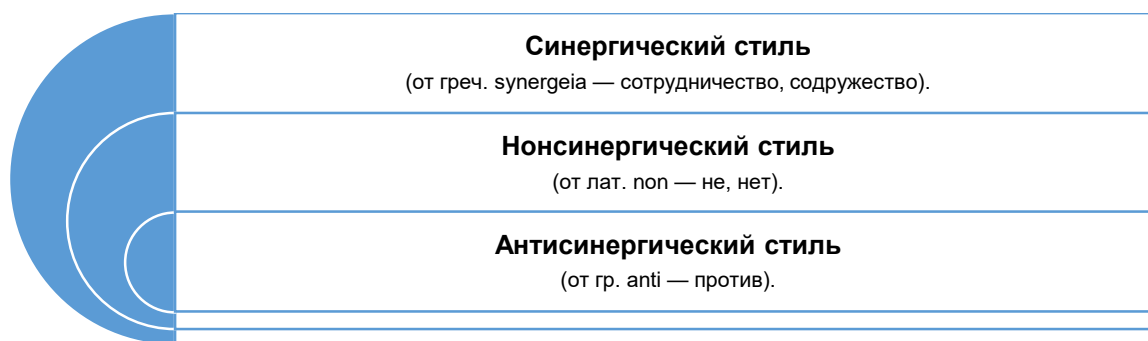 Синергический стиль
(от греч. synergeia — сотрудничество, содружество).
Нонсинергический стиль
(от лат. non — не, нет).
Антисинергический стиль
(от гр. anti — против).